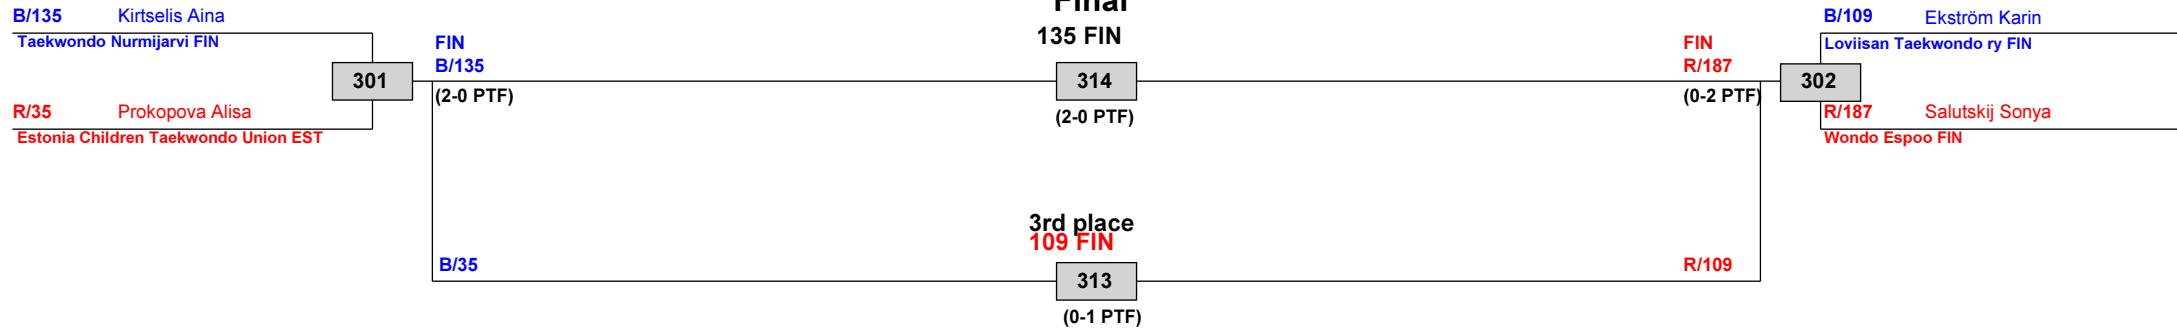 Final
135 FIN
B/135 Kirtselis Aina
Taekwondo Nurmijarvi FIN
301
R/35 Prokopova Alisa
Estonia Children Taekwondo Union EST
FIN
B/135
(2-0 PTF)
314
(2-0 PTF)
FIN
R/187
(0-2 PTF)
B/109 Ekström Karin
Loviisan Taekwondo ry FIN
302
R/187 Salutskij Sonya
Wondo Espoo FIN
3rd place
109 FIN
B/35
313
R/109
(0-1 PTF)